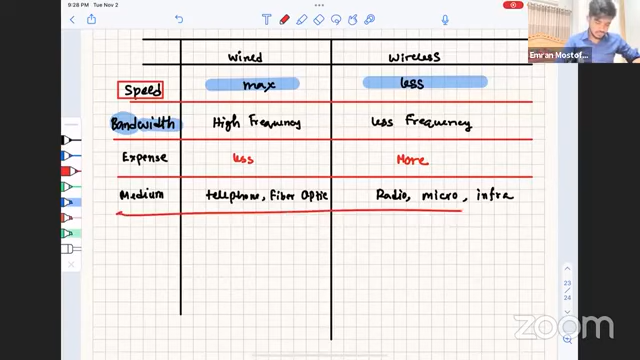 9:28 PM Tue Nov 2
Emran Mostof...
Wired Wireless
Speed max less
Bandwidth High Frequency less Frequency
Expense less More
Medium telephone, Fiber Optic Radio, micro, infra
23
24
zoom